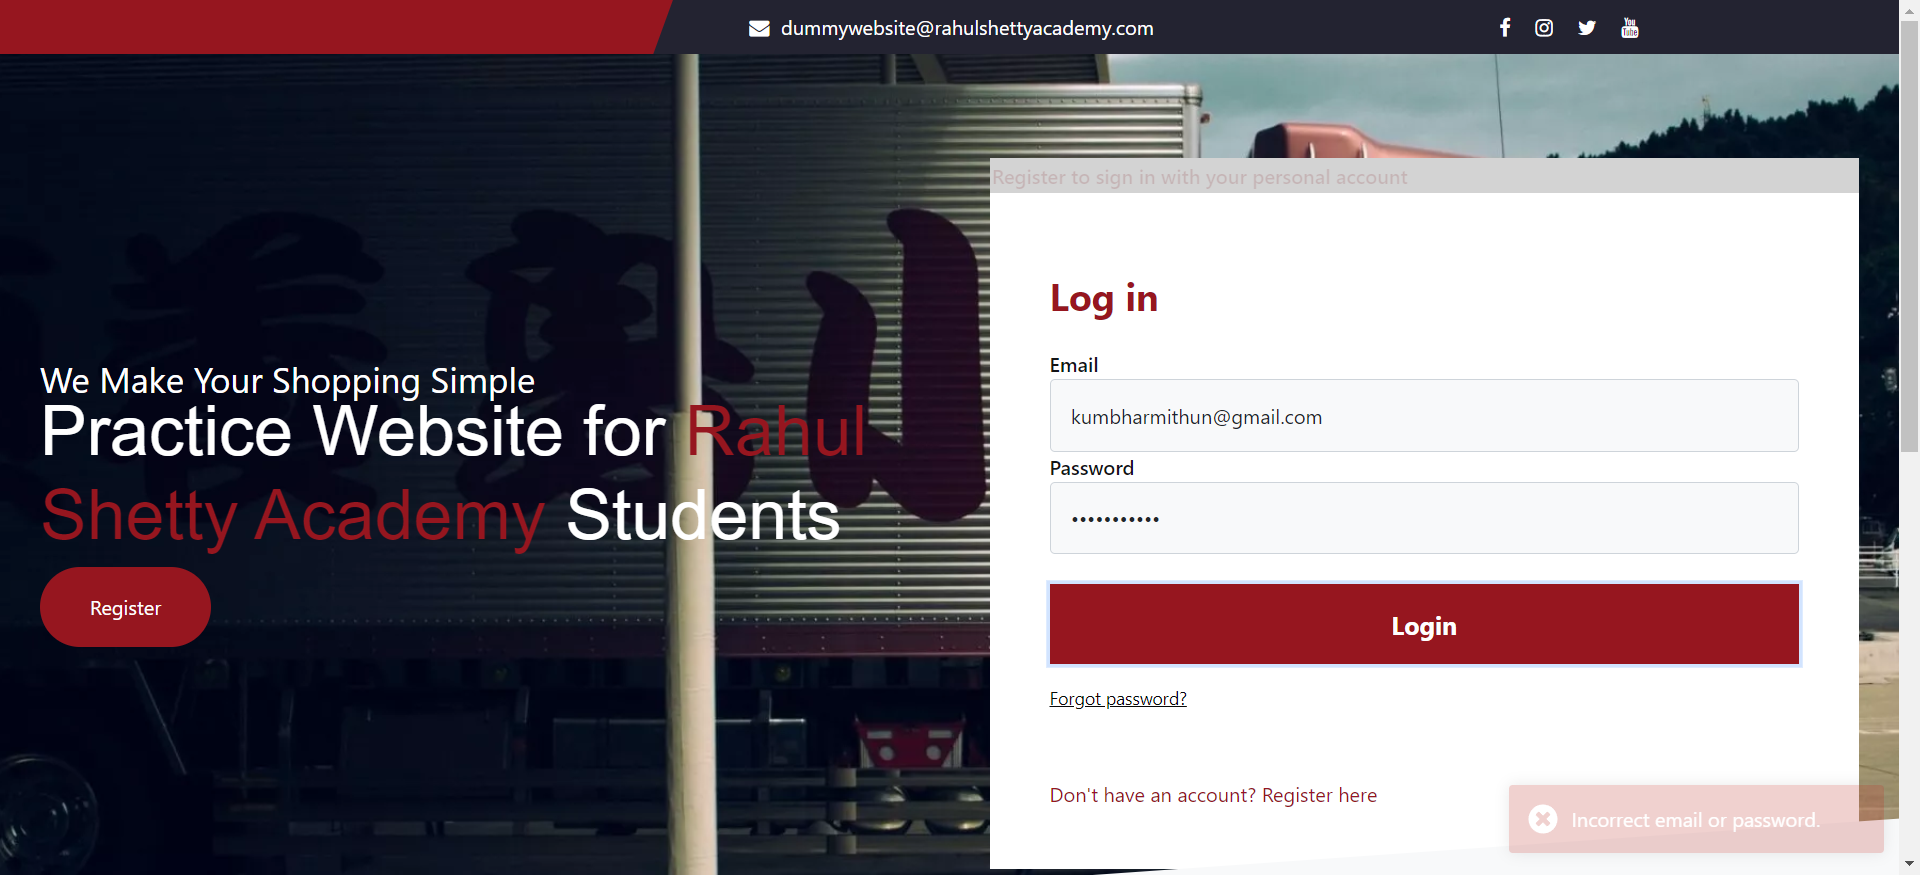 dummywebsite@rahulshettyacademy.com
You
Tube
Register to sign in with your personal account
We Make Your Shopping Simple
Practice Website for Rahul
Shetty Academy Students
Register
Log in
Email
kumbharmithun@gmail.com
Password
•••••••••••
Login
Forgot password?
Don't have an account? Register here
Incorrect email or password.